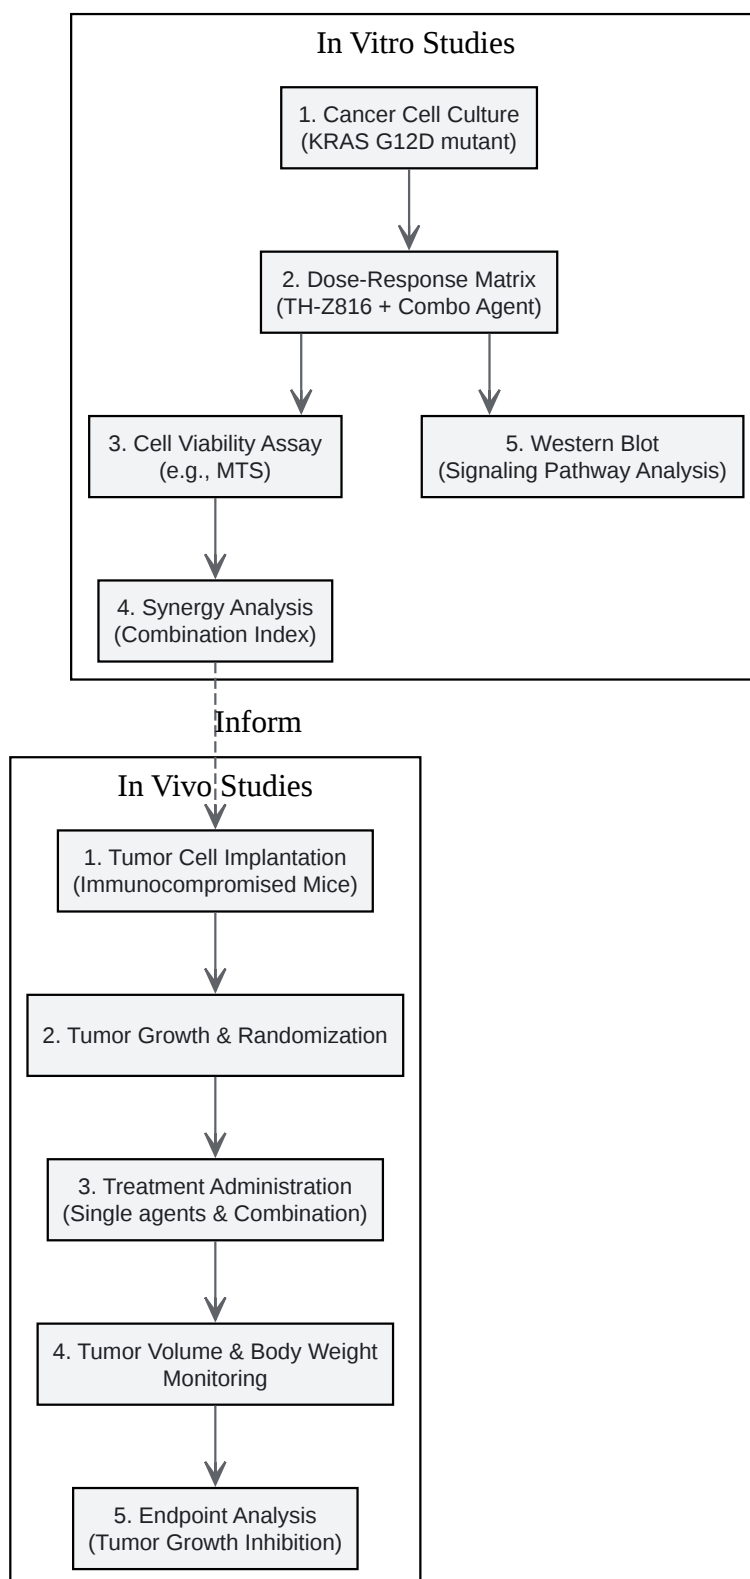 In Vitro Studies
1. Cancer Cell Culture
(KRAS G12D mutant)
2. Dose-Response Matrix
(TH-Z816 + Combo Agent)
3. Cell Viability Assay
(e.g., MTS)
5. Western Blot
(Signaling Pathway Analysis)
4. Synergy Analysis
(Combination Index)
Inform
In Vivo Studies
1. Tumor Cell Implantation
(Immunocompromised Mice)
2. Tumor Growth & Randomization
3. Treatment Administration
(Single agents & Combination)
4. Tumor Volume & Body Weight
Monitoring
5. Endpoint Analysis
(Tumor Growth Inhibition)